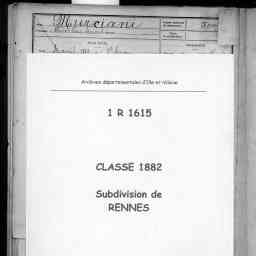 Murciani
Archives départementales d'Ille et Vilaine
1 R 1615
CLASSE 1882
Subdivision de
RENNES